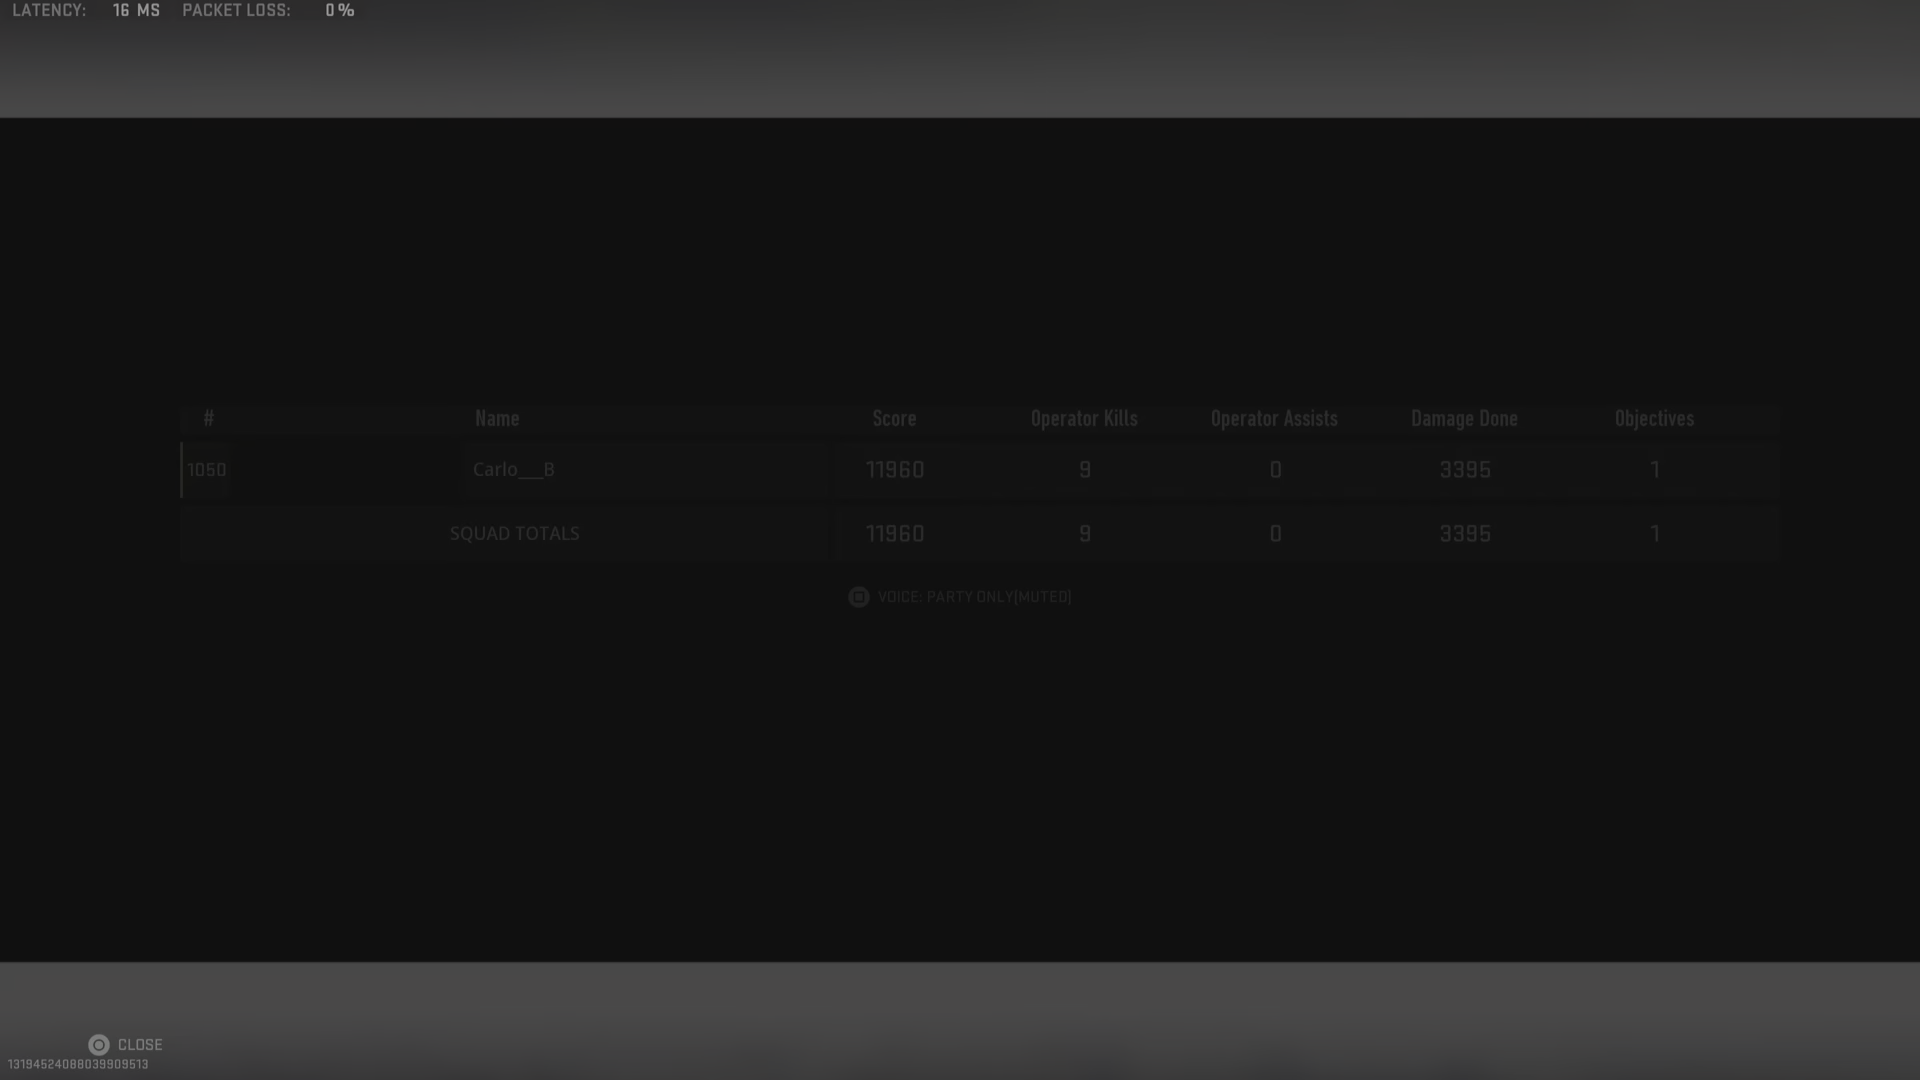 LATENCY: 16 MS PACKET LOSS: 0 %
# Name Score Operator Kills Operator Assists Damage Done Objectives
1050 Carlo___B 11960 9 0 3395 1
SQUAD TOTALS 11960 9 0 3395 1
VOICE: PARTY ONLY[MUTED]
CLOSE
13194524088039909513